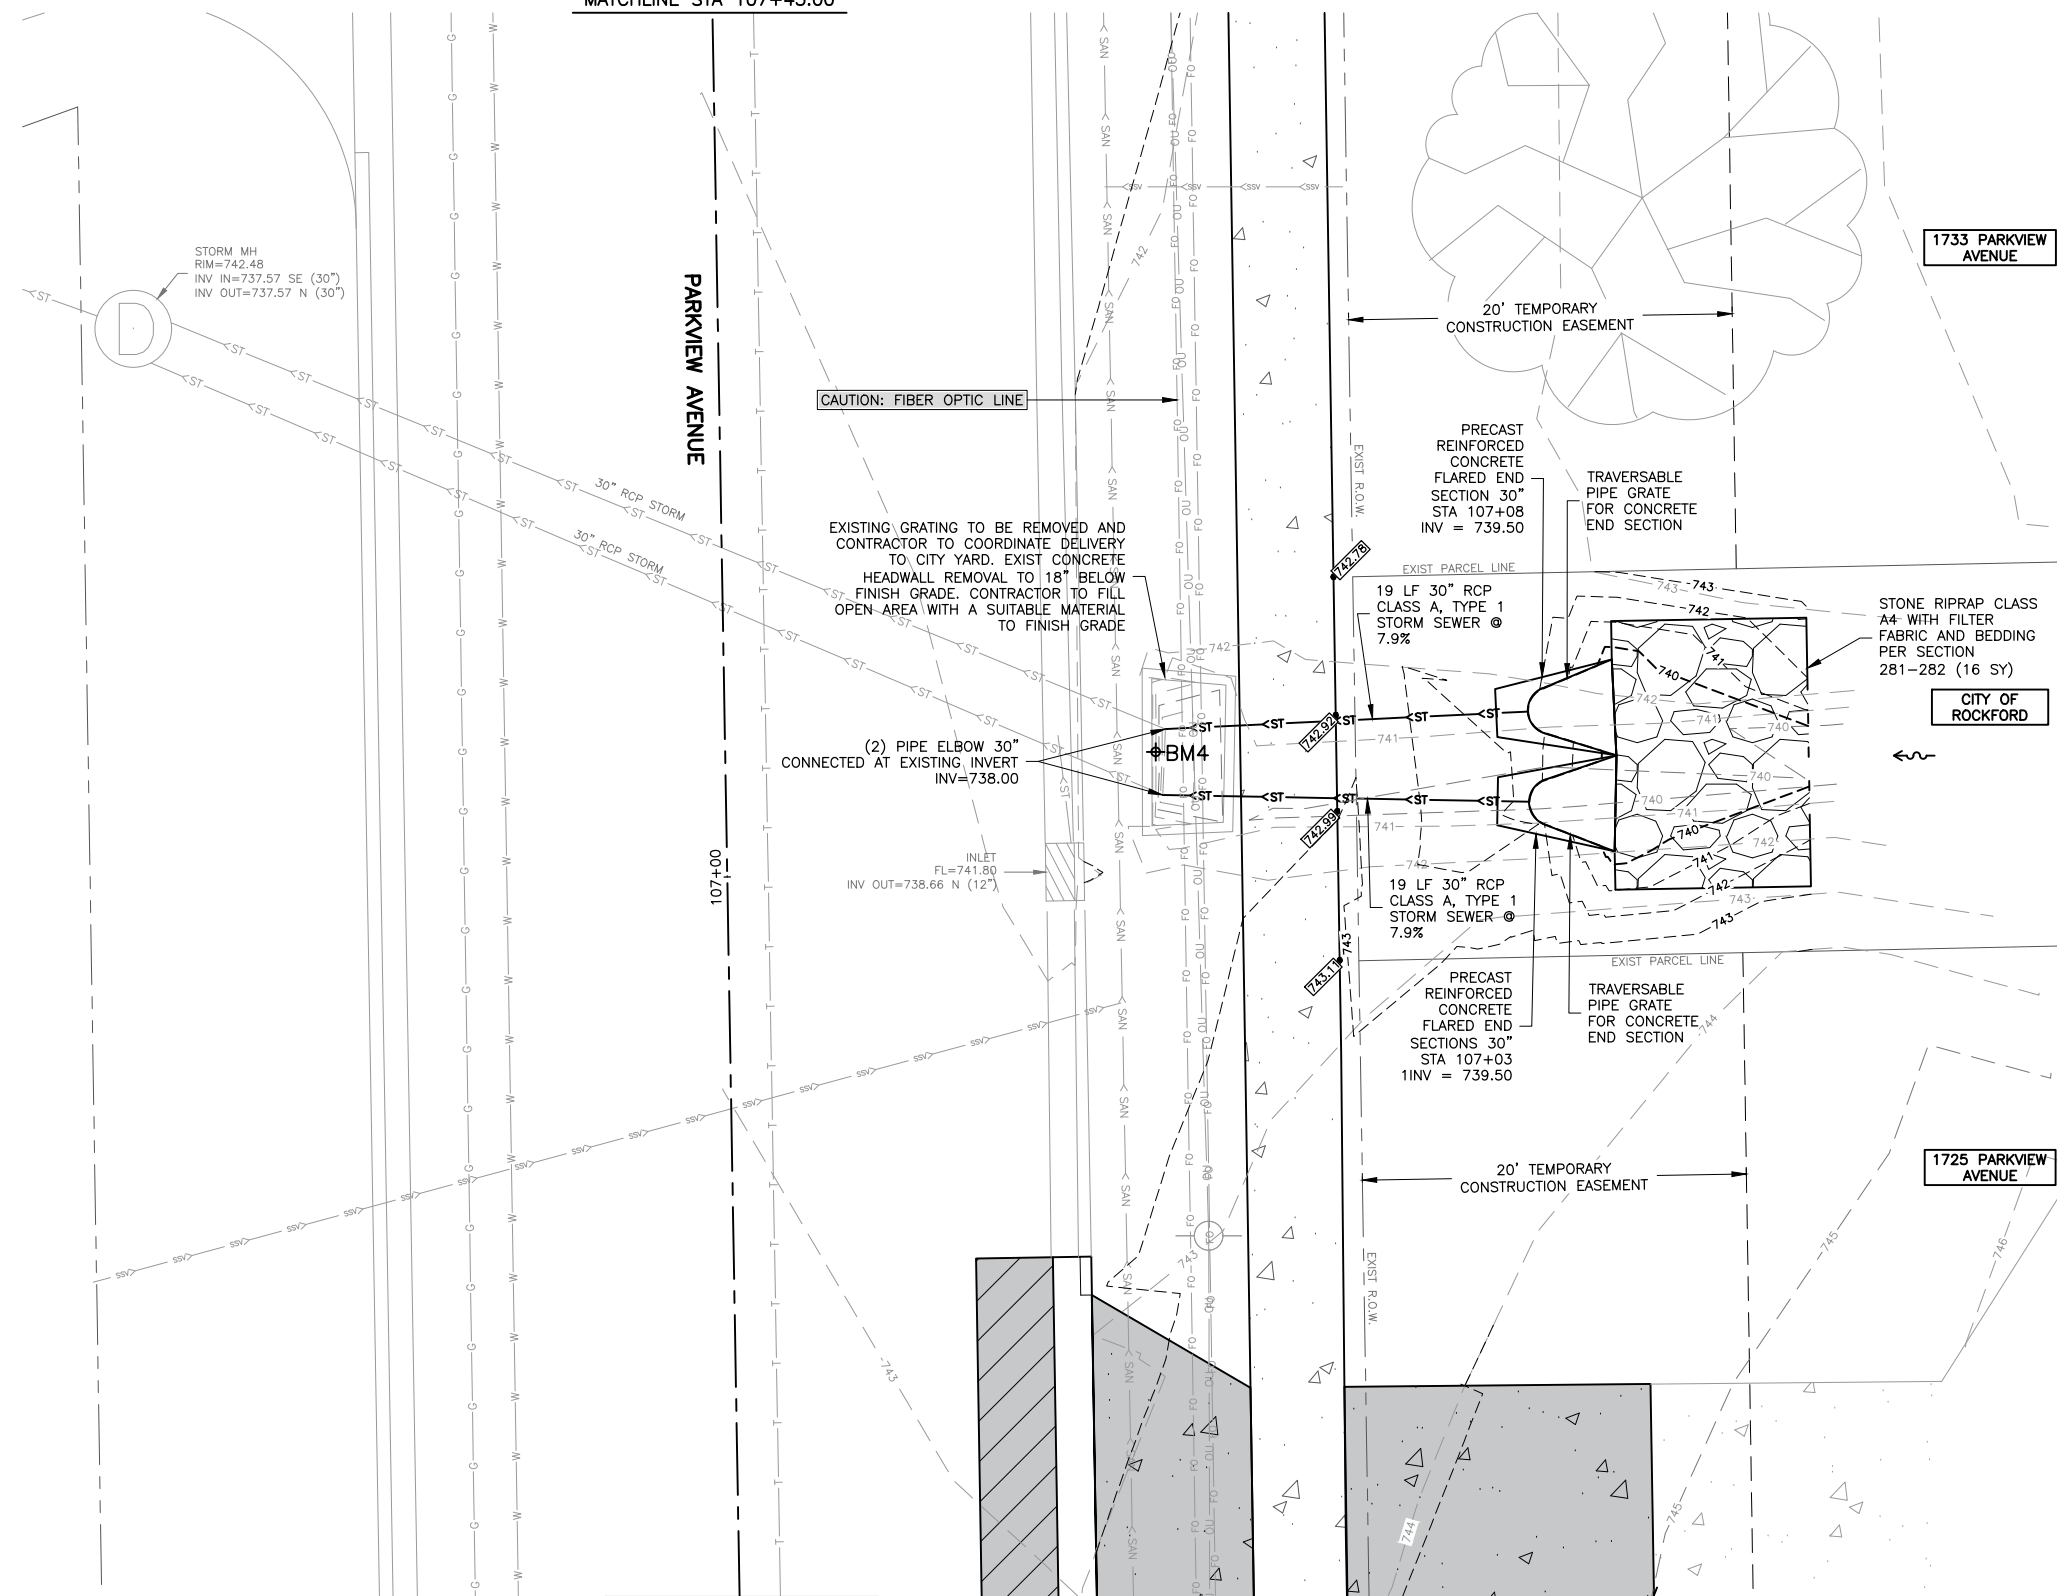 MATCHLINE STA 107+45.00
STORM MH
RIM=742.48
INV IN=737.57 SE (30")
INV OUT=737.57 N (30")
D
PARKVIEW AVENUE
1733 PARKVIEW
AVENUE
20' TEMPORARY
CONSTRUCTION EASEMENT
CAUTION: FIBER OPTIC LINE
EXIST R.O.W.
PRECAST
REINFORCED
CONCRETE
FLARED END
SECTION 30"
STA 107+08
INV = 739.50
TRAVERSABLE
PIPE GRATE
FOR CONCRETE
END SECTION
30" RCP STORM
30" RCP STORM
EXISTING GRATING TO BE REMOVED AND
CONTRACTOR TO COORDINATE DELIVERY
TO CITY YARD. EXIST CONCRETE
HEADWALL REMOVAL TO 18" BELOW
FINISH GRADE. CONTRACTOR TO FILL
OPEN AREA WITH A SUITABLE MATERIAL
TO FINISH GRADE
742.78
EXIST PARCEL LINE
19 LF 30" RCP
CLASS A, TYPE 1
STORM SEWER @
7.9%
STONE RIPRAP CLASS
A4 WITH FILTER
FABRIC AND BEDDING
PER SECTION
281-282 (16 SY)
CITY OF
ROCKFORD
742.92
(2) PIPE ELBOW 30"
CONNECTED AT EXISTING INVERT
INV=738.00
BM4
742.99
107+00
INLET
FL=741.80
INV OUT=738.66 N (12")
19 LF 30" RCP
CLASS A, TYPE 1
STORM SEWER @
7.9%
743.11
EXIST PARCEL LINE
PRECAST
REINFORCED
CONCRETE
FLARED END
SECTIONS 30"
STA 107+03
1INV = 739.50
TRAVERSABLE
PIPE GRATE
FOR CONCRETE
END SECTION
20' TEMPORARY
CONSTRUCTION EASEMENT
1725 PARKVIEW
AVENUE
EXIST R.O.W.
743
743
744
744
745
745
746